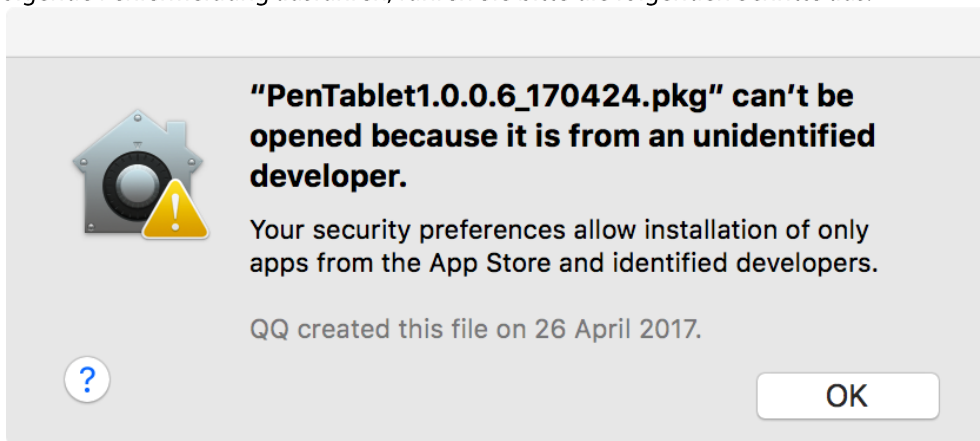 “PenTablet1.0.0.6_170424.pkg” can’t be
opened because it is from an unidentified
developer.
Your security preferences allow installation of only
apps from the App Store and identified developers.
QQ created this file on 26 April 2017.
?
OK